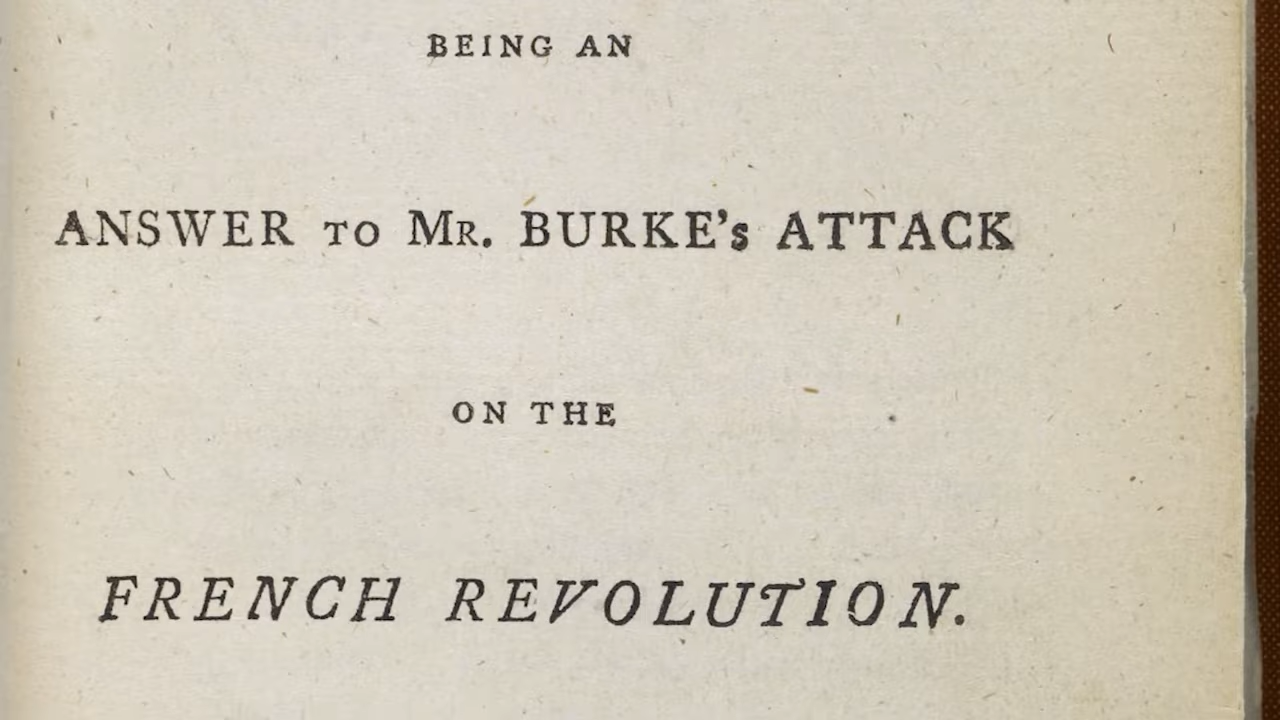 BEING AN
ANSWER TO MR. BURKE's ATTACK
ON THE
FRENCH REVOLUTION.